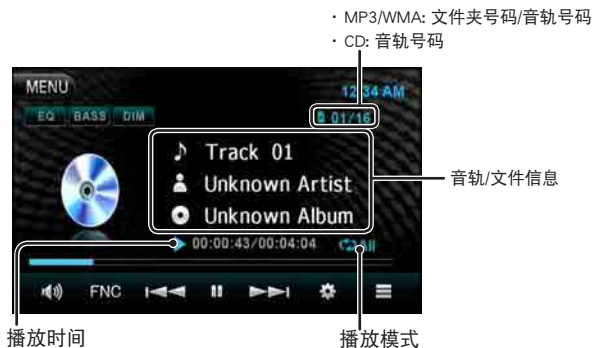 · MP3/WMA: 文件夹号码/音轨号码
· CD: 音轨号码
MENU
12:34 AM
EQ BASS DIM
01/16
Track 01
Unknown Artist
音轨/文件信息
Unknown Album
00:00:43/00:04:04
All
FNC
播放时间
播放模式